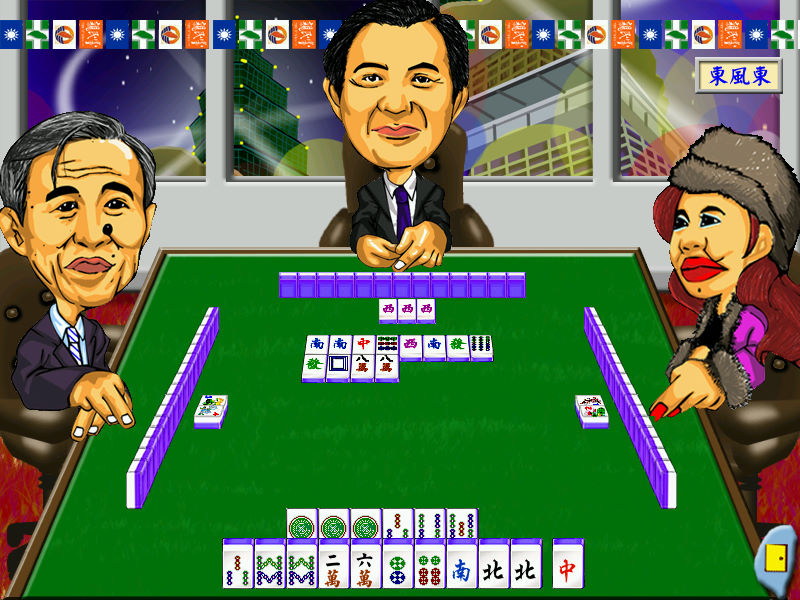 東風東
西 西 西
南 南 中 西 南 發
發 八萬 八萬
二萬 六萬 南 北 北 中